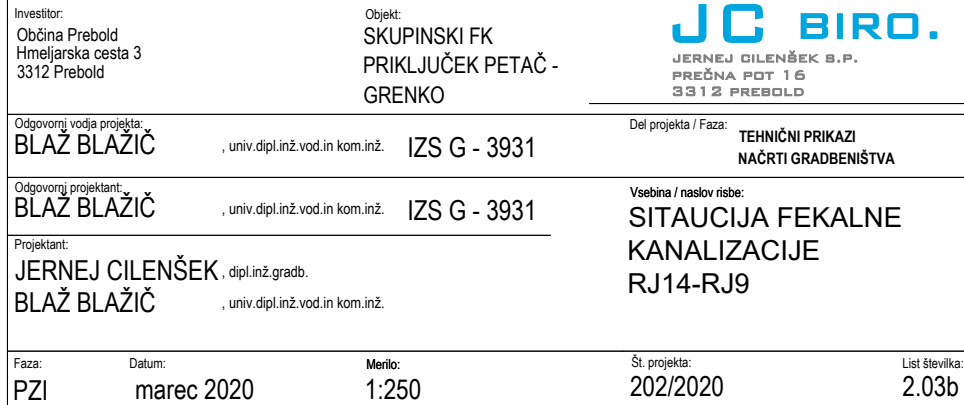 Investitor:
Občina Prebold
Hmeljarska cesta 3
3312 Prebold
Objekt:
SKUPINSKI FK
PRIKLJUČEK PETAČ -
GRENKO
JC BIRO.
JERNEJ CILENŠEK S.P.
PREČNA POT 16
3312 PREBOLD
Odgovorni vodja projekta:
BLAŽ BLAŽIČ , univ.dipl.inž.vod.in kom.inž. IZS G - 3931
Del projekta / Faza:
TEHNIČNI PRIKAZI
NAČRTI GRADBENIŠTVA
Odgovorni projektant:
BLAŽ BLAŽIČ , univ.dipl.inž.vod.in kom.inž. IZS G - 3931
Vsebina / naslov risbe:
SITAUCIJA FEKALNE
KANALIZACIJE
RJ14-RJ9
Projektant:
JERNEJ CILENŠEK , dipl.inž.gradb.
BLAŽ BLAŽIČ , univ.dipl.inž.vod.in kom.inž.
Faza:
PZI
Datum:
marec 2020
Merilo:
1:250
Št. projekta:
202/2020
List številka:
2.03b